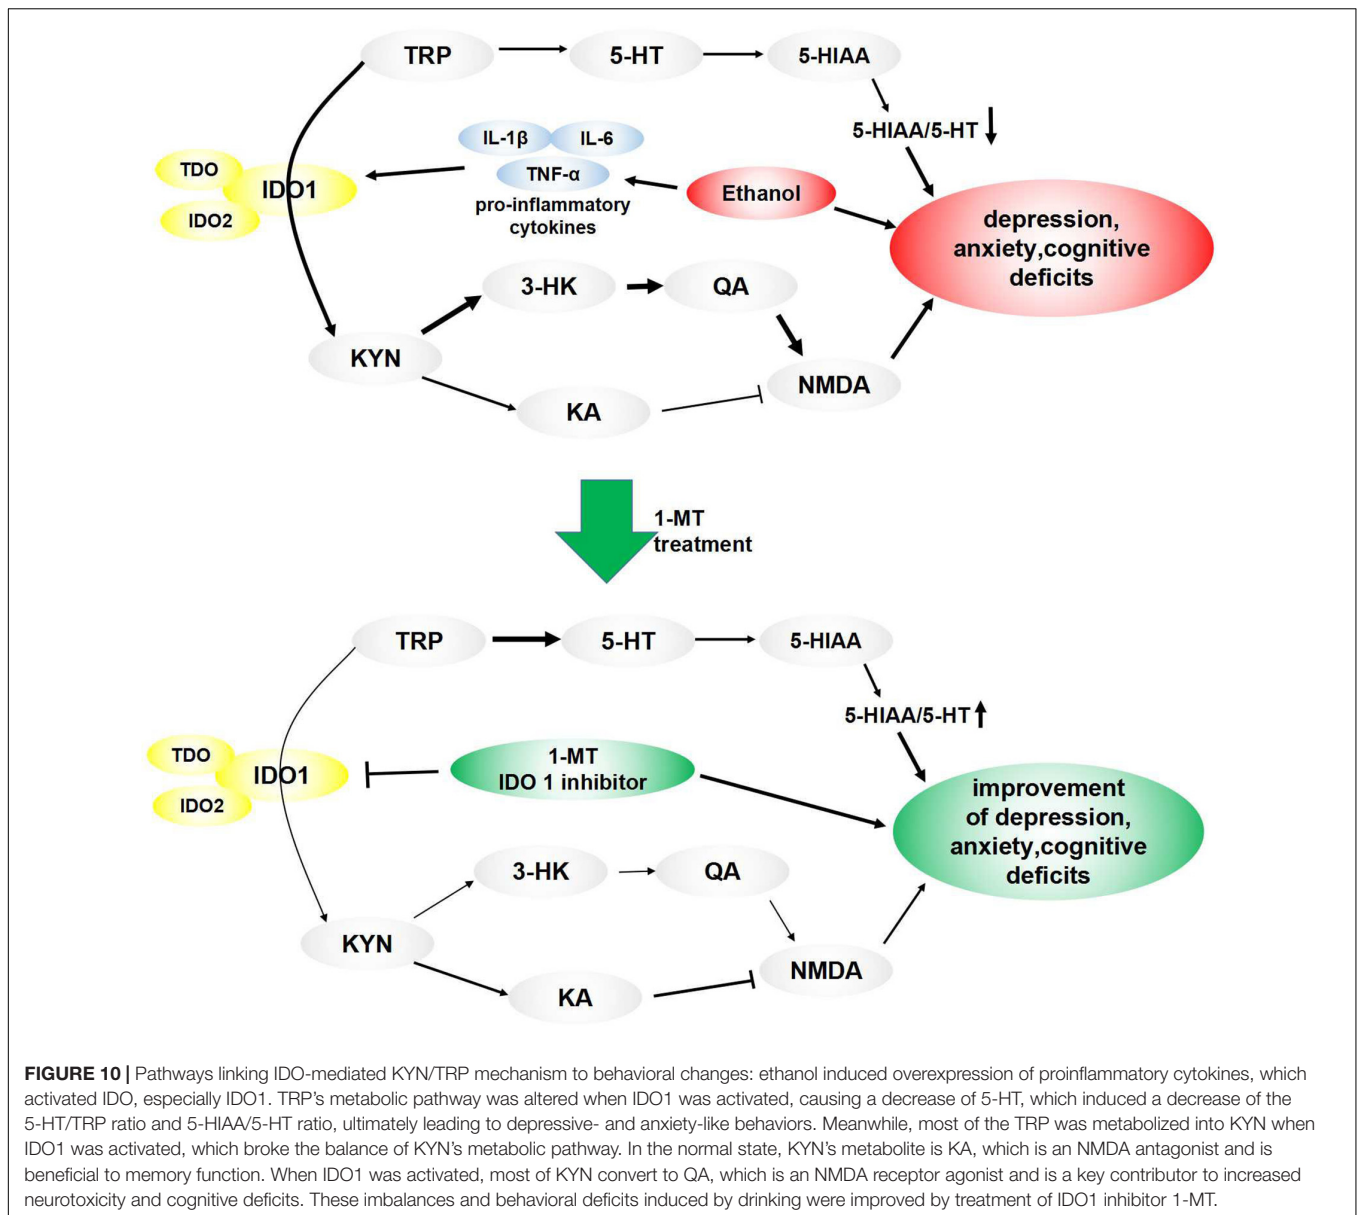 TRP
5-HT
5-HIAA
5-HIAA/5-HT
IL-1β
IL-6
TNF-α
pro-inflammatory
cytokines
Ethanol
TDO
IDO1
IDO2
depression,
anxiety,cognitive
deficits
3-HK
QA
KYN
NMDA
KA
1-MT
treatment
TRP
5-HT
5-HIAA
5-HIAA/5-HT
TDO
IDO1
IDO2
1-MT
IDO 1 inhibitor
improvement
of depression,
anxiety,cognitive
deficits
3-HK
QA
KYN
NMDA
KA
FIGURE 10 | Pathways linking IDO-mediated KYN/TRP mechanism to behavioral changes: ethanol induced overexpression of proinflammatory cytokines, which
activated IDO, especially IDO1. TRP's metabolic pathway was altered when IDO1 was activated, causing a decrease of 5-HT, which induced a decrease of the
5-HT/TRP ratio and 5-HIAA/5-HT ratio, ultimately leading to depressive- and anxiety-like behaviors. Meanwhile, most of the TRP was metabolized into KYN when
IDO1 was activated, which broke the balance of KYN's metabolic pathway. In the normal state, KYN's metabolite is KA, which is an NMDA antagonist and is
beneficial to memory function. When IDO1 was activated, most of KYN convert to QA, which is an NMDA receptor agonist and is a key contributor to increased
neurotoxicity and cognitive deficits. These imbalances and behavioral deficits induced by drinking were improved by treatment of IDO1 inhibitor 1-MT.